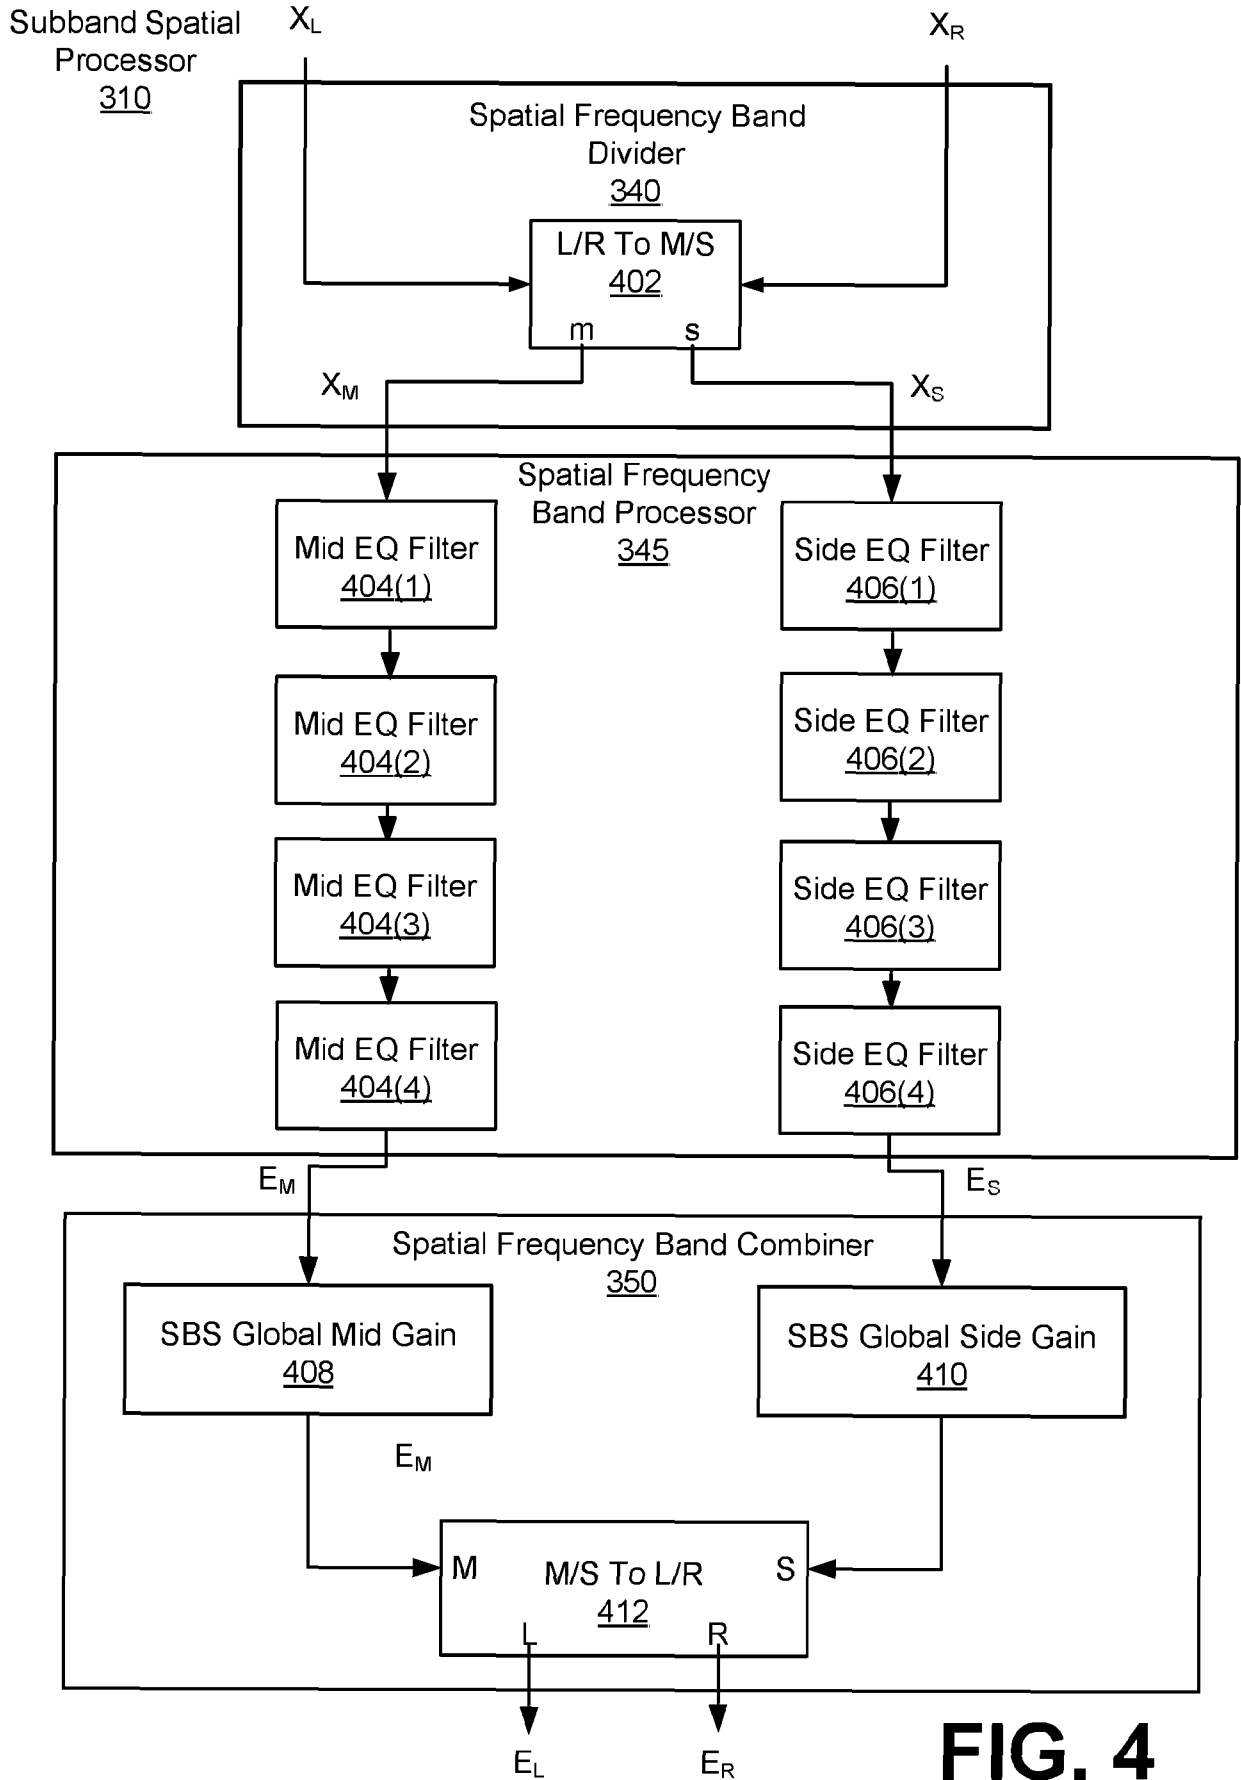 Subband Spatial
Processor
310
XL
XR
Spatial Frequency Band
Divider
340
L/R To M/S
402
m
s
XM
XS
Spatial Frequency
Band Processor
345
Mid EQ Filter
404(1)
Side EQ Filter
406(1)
Mid EQ Filter
404(2)
Side EQ Filter
406(2)
Mid EQ Filter
404(3)
Side EQ Filter
406(3)
Mid EQ Filter
404(4)
Side EQ Filter
406(4)
EM
ES
Spatial Frequency Band Combiner
350
SBS Global Mid Gain
408
SBS Global Side Gain
410
EM
M
M/S To L/R
412
S
L
R
EL
ER
FIG. 4